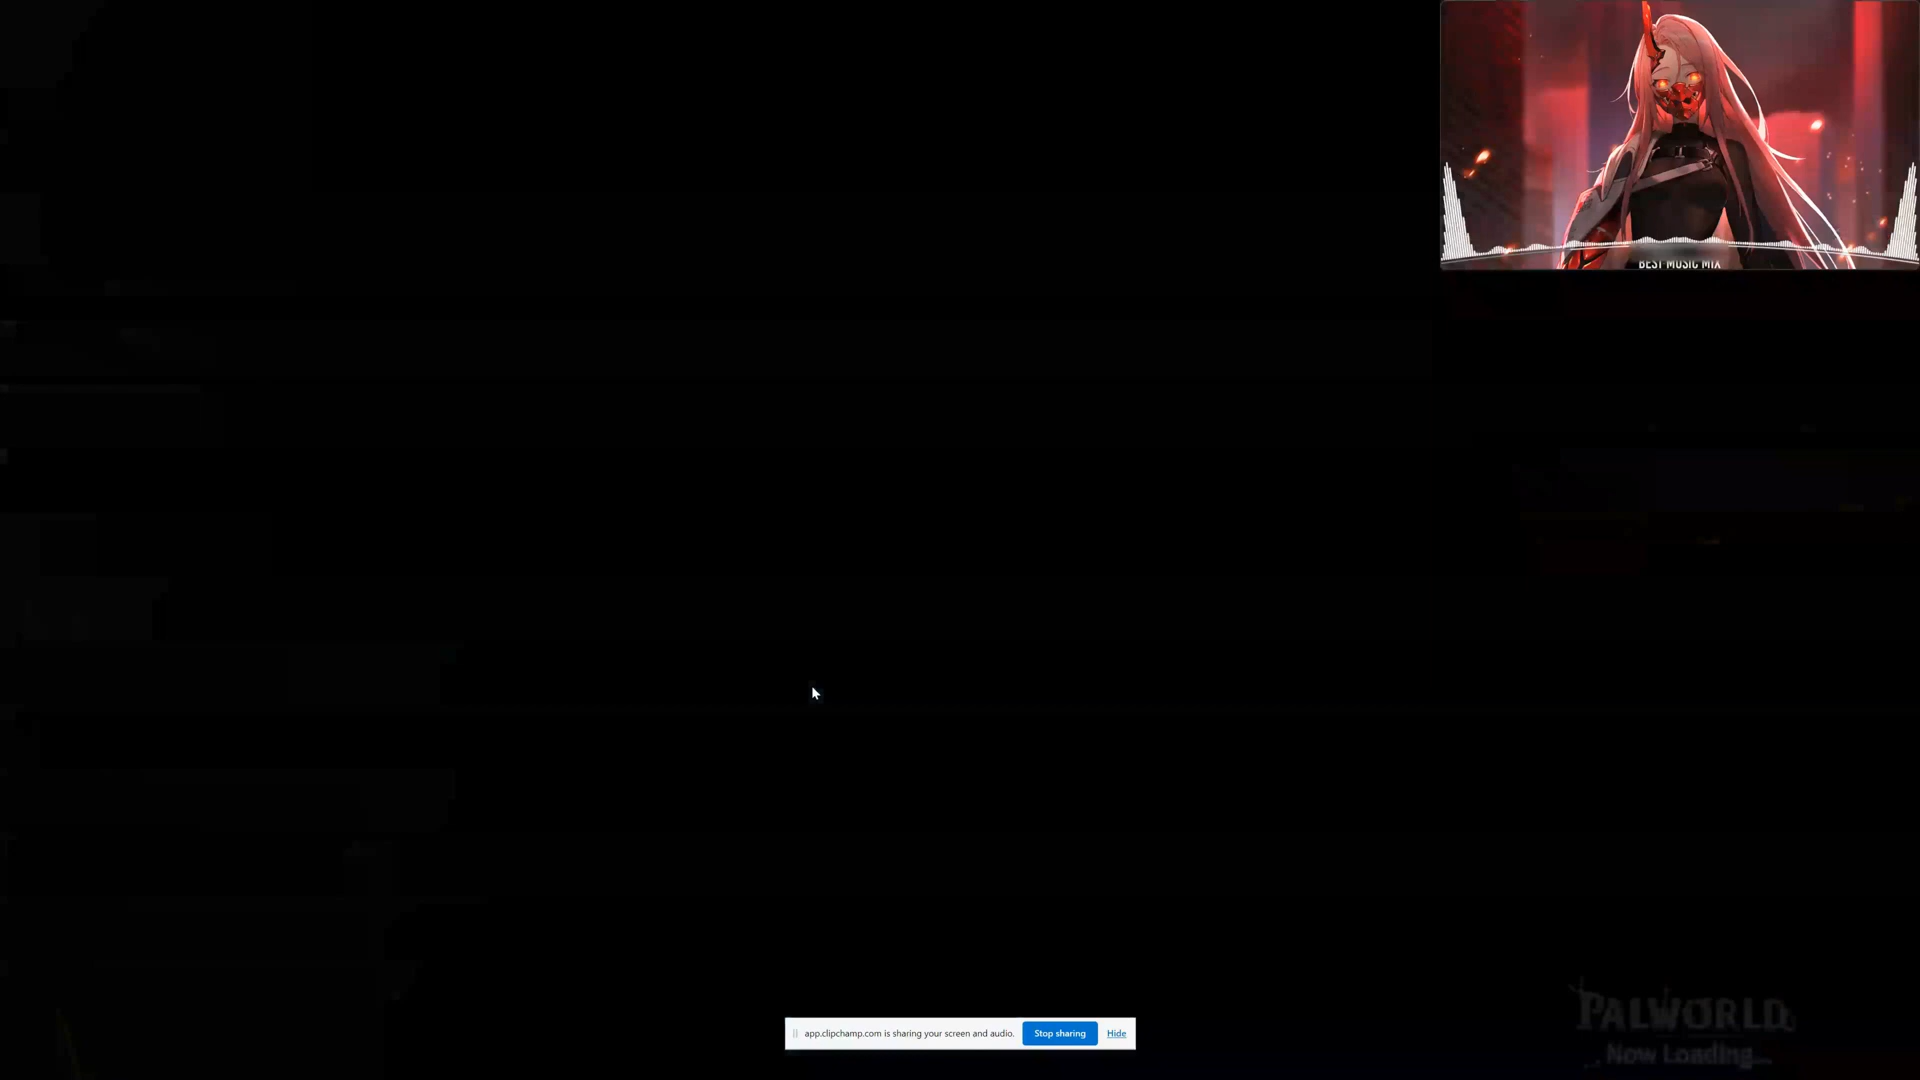 BEST MUSIC MIX
app.clipchamp.com is sharing your screen and audio. Stop sharing Hide
PALWORLD
Now Loading...